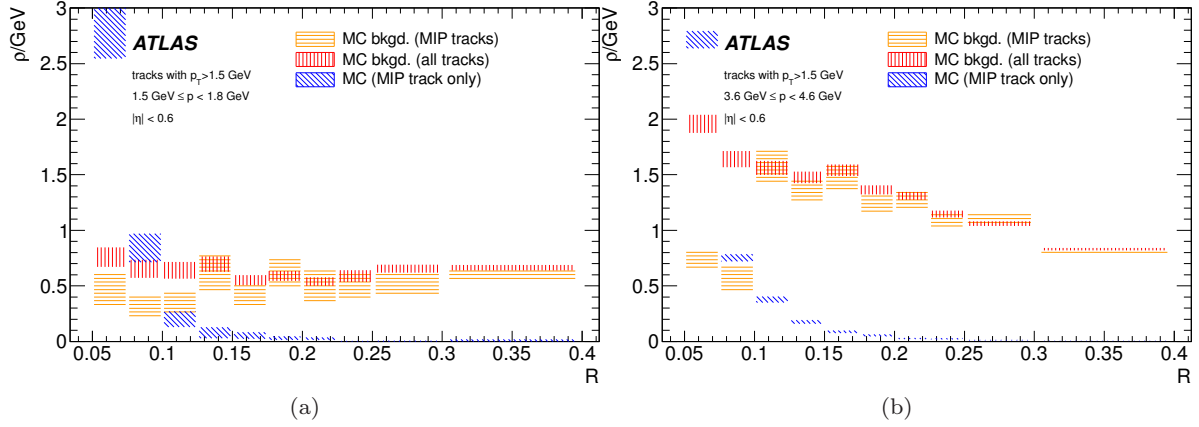 ρ/GeV
3
2.5
2
1.5
1
0.5
0
ATLAS
tracks with p_T>1.5 GeV
1.5 GeV ≤ p < 1.8 GeV
|η| < 0.6
MC bkgd. (MIP tracks)
MC bkgd. (all tracks)
MC (MIP track only)
0.05 0.1 0.15 0.2 0.25 0.3 0.35 0.4
R
(a)
ρ/GeV
3
2.5
2
1.5
1
0.5
0
ATLAS
tracks with p_T>1.5 GeV
3.6 GeV ≤ p < 4.6 GeV
|η| < 0.6
MC bkgd. (MIP tracks)
MC bkgd. (all tracks)
MC (MIP track only)
0.05 0.1 0.15 0.2 0.25 0.3 0.35 0.4
R
(b)